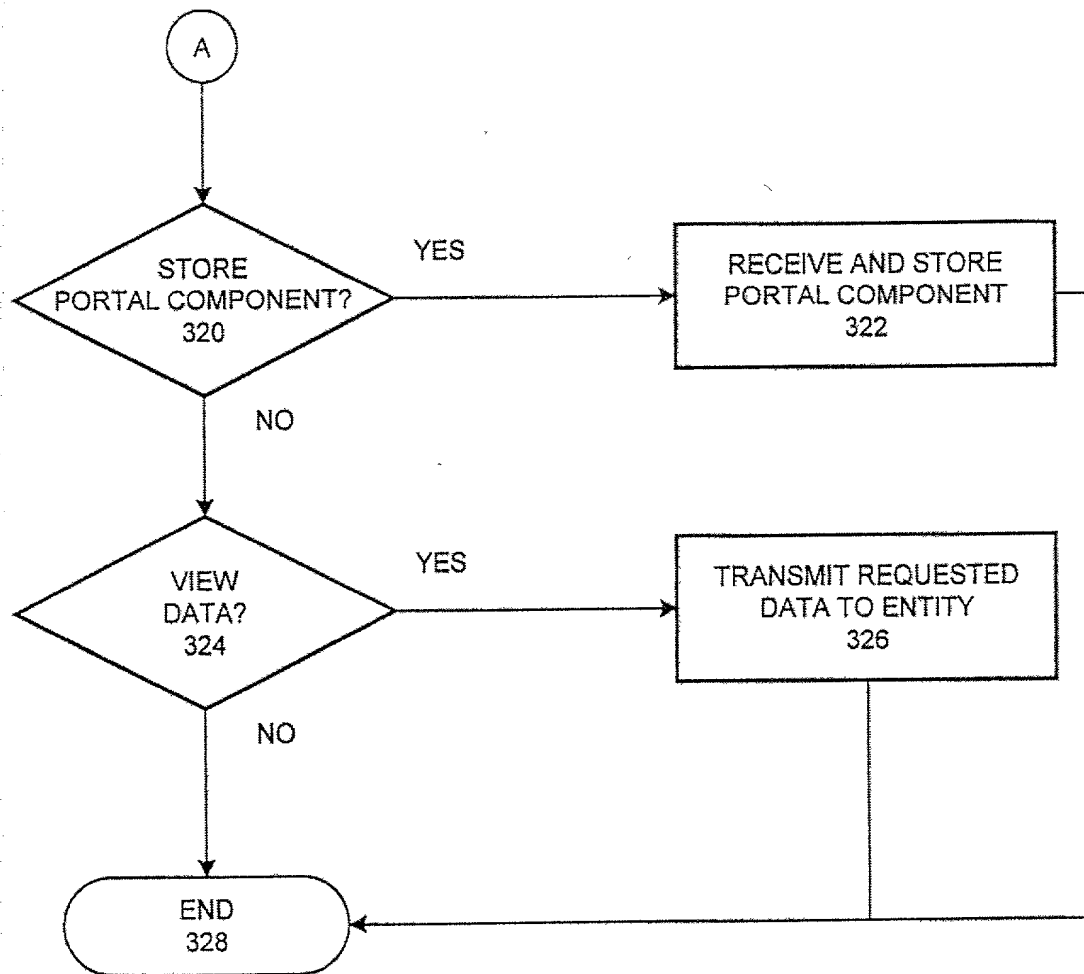 A
STORE
PORTAL COMPONENT?
320
YES
RECEIVE AND STORE
PORTAL COMPONENT
322
NO
VIEW
DATA?
324
YES
TRANSMIT REQUESTED
DATA TO ENTITY
326
NO
END
328